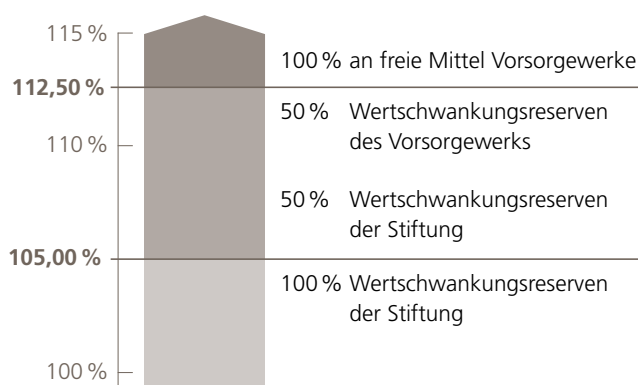 115 %
100 % an freie Mittel Vorsorgewerke
112,50 %
50 % Wertschwankungsreserven
des Vorsorgewerks
110 %
50 % Wertschwankungsreserven
der Stiftung
105,00 %
100 % Wertschwankungsreserven
der Stiftung
100 %